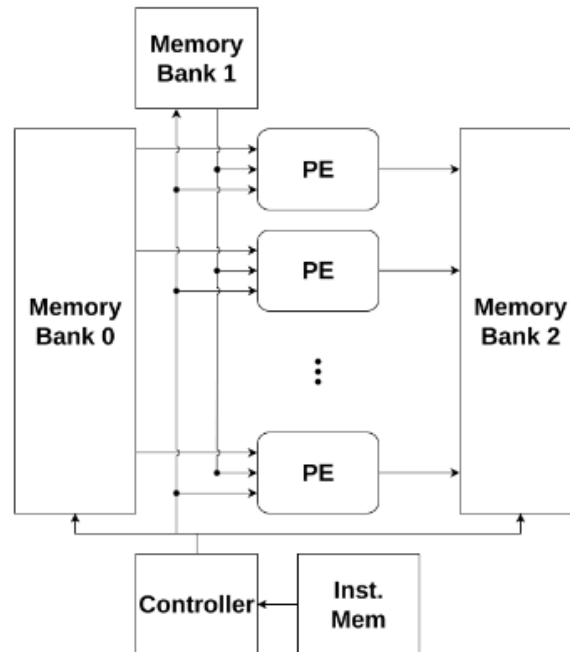 Memory
Bank 1
PE
PE
Memory
Bank 0
Memory
Bank 2
PE
Controller
Inst.
Mem